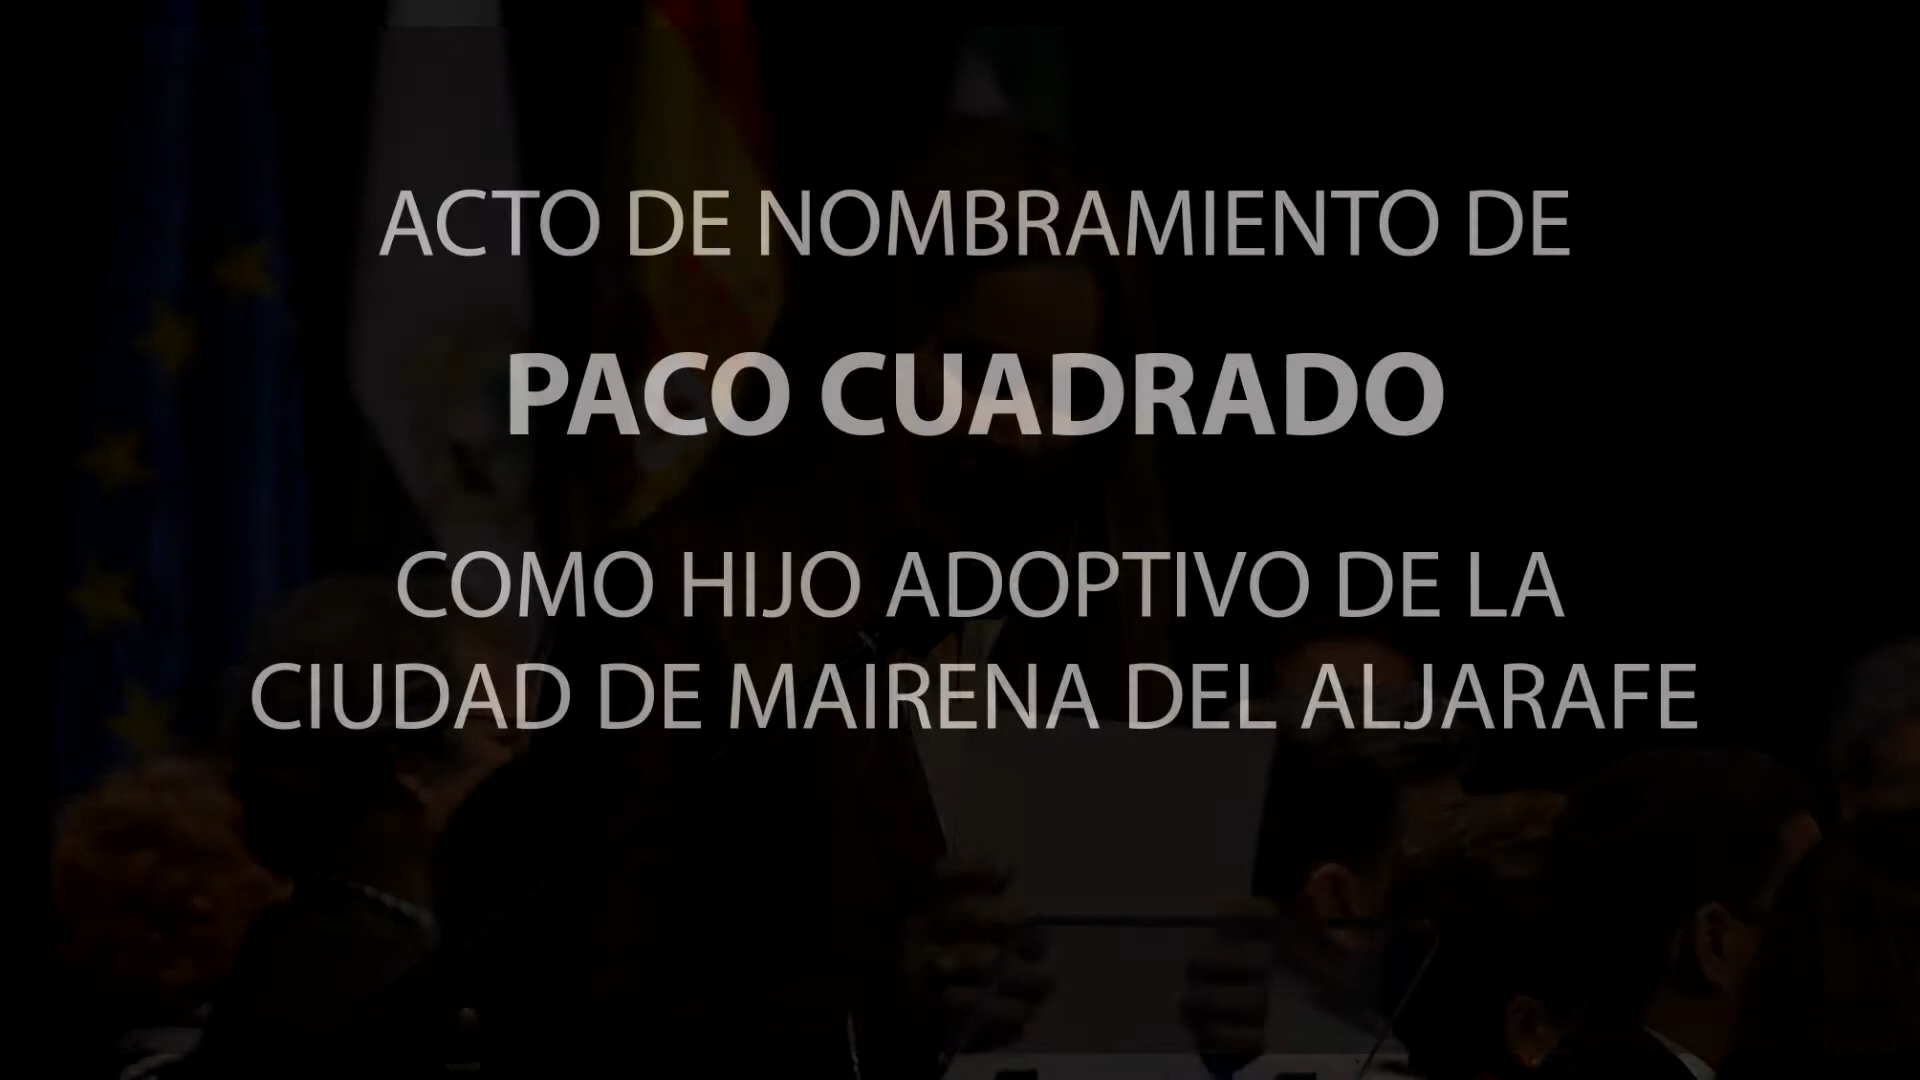 ACTO DE NOMBRAMIENTO DE
PACO CUADRADO
COMO HIJO ADOPTIVO DE LA
CIUDAD DE MAIRENA DEL ALJARAFE